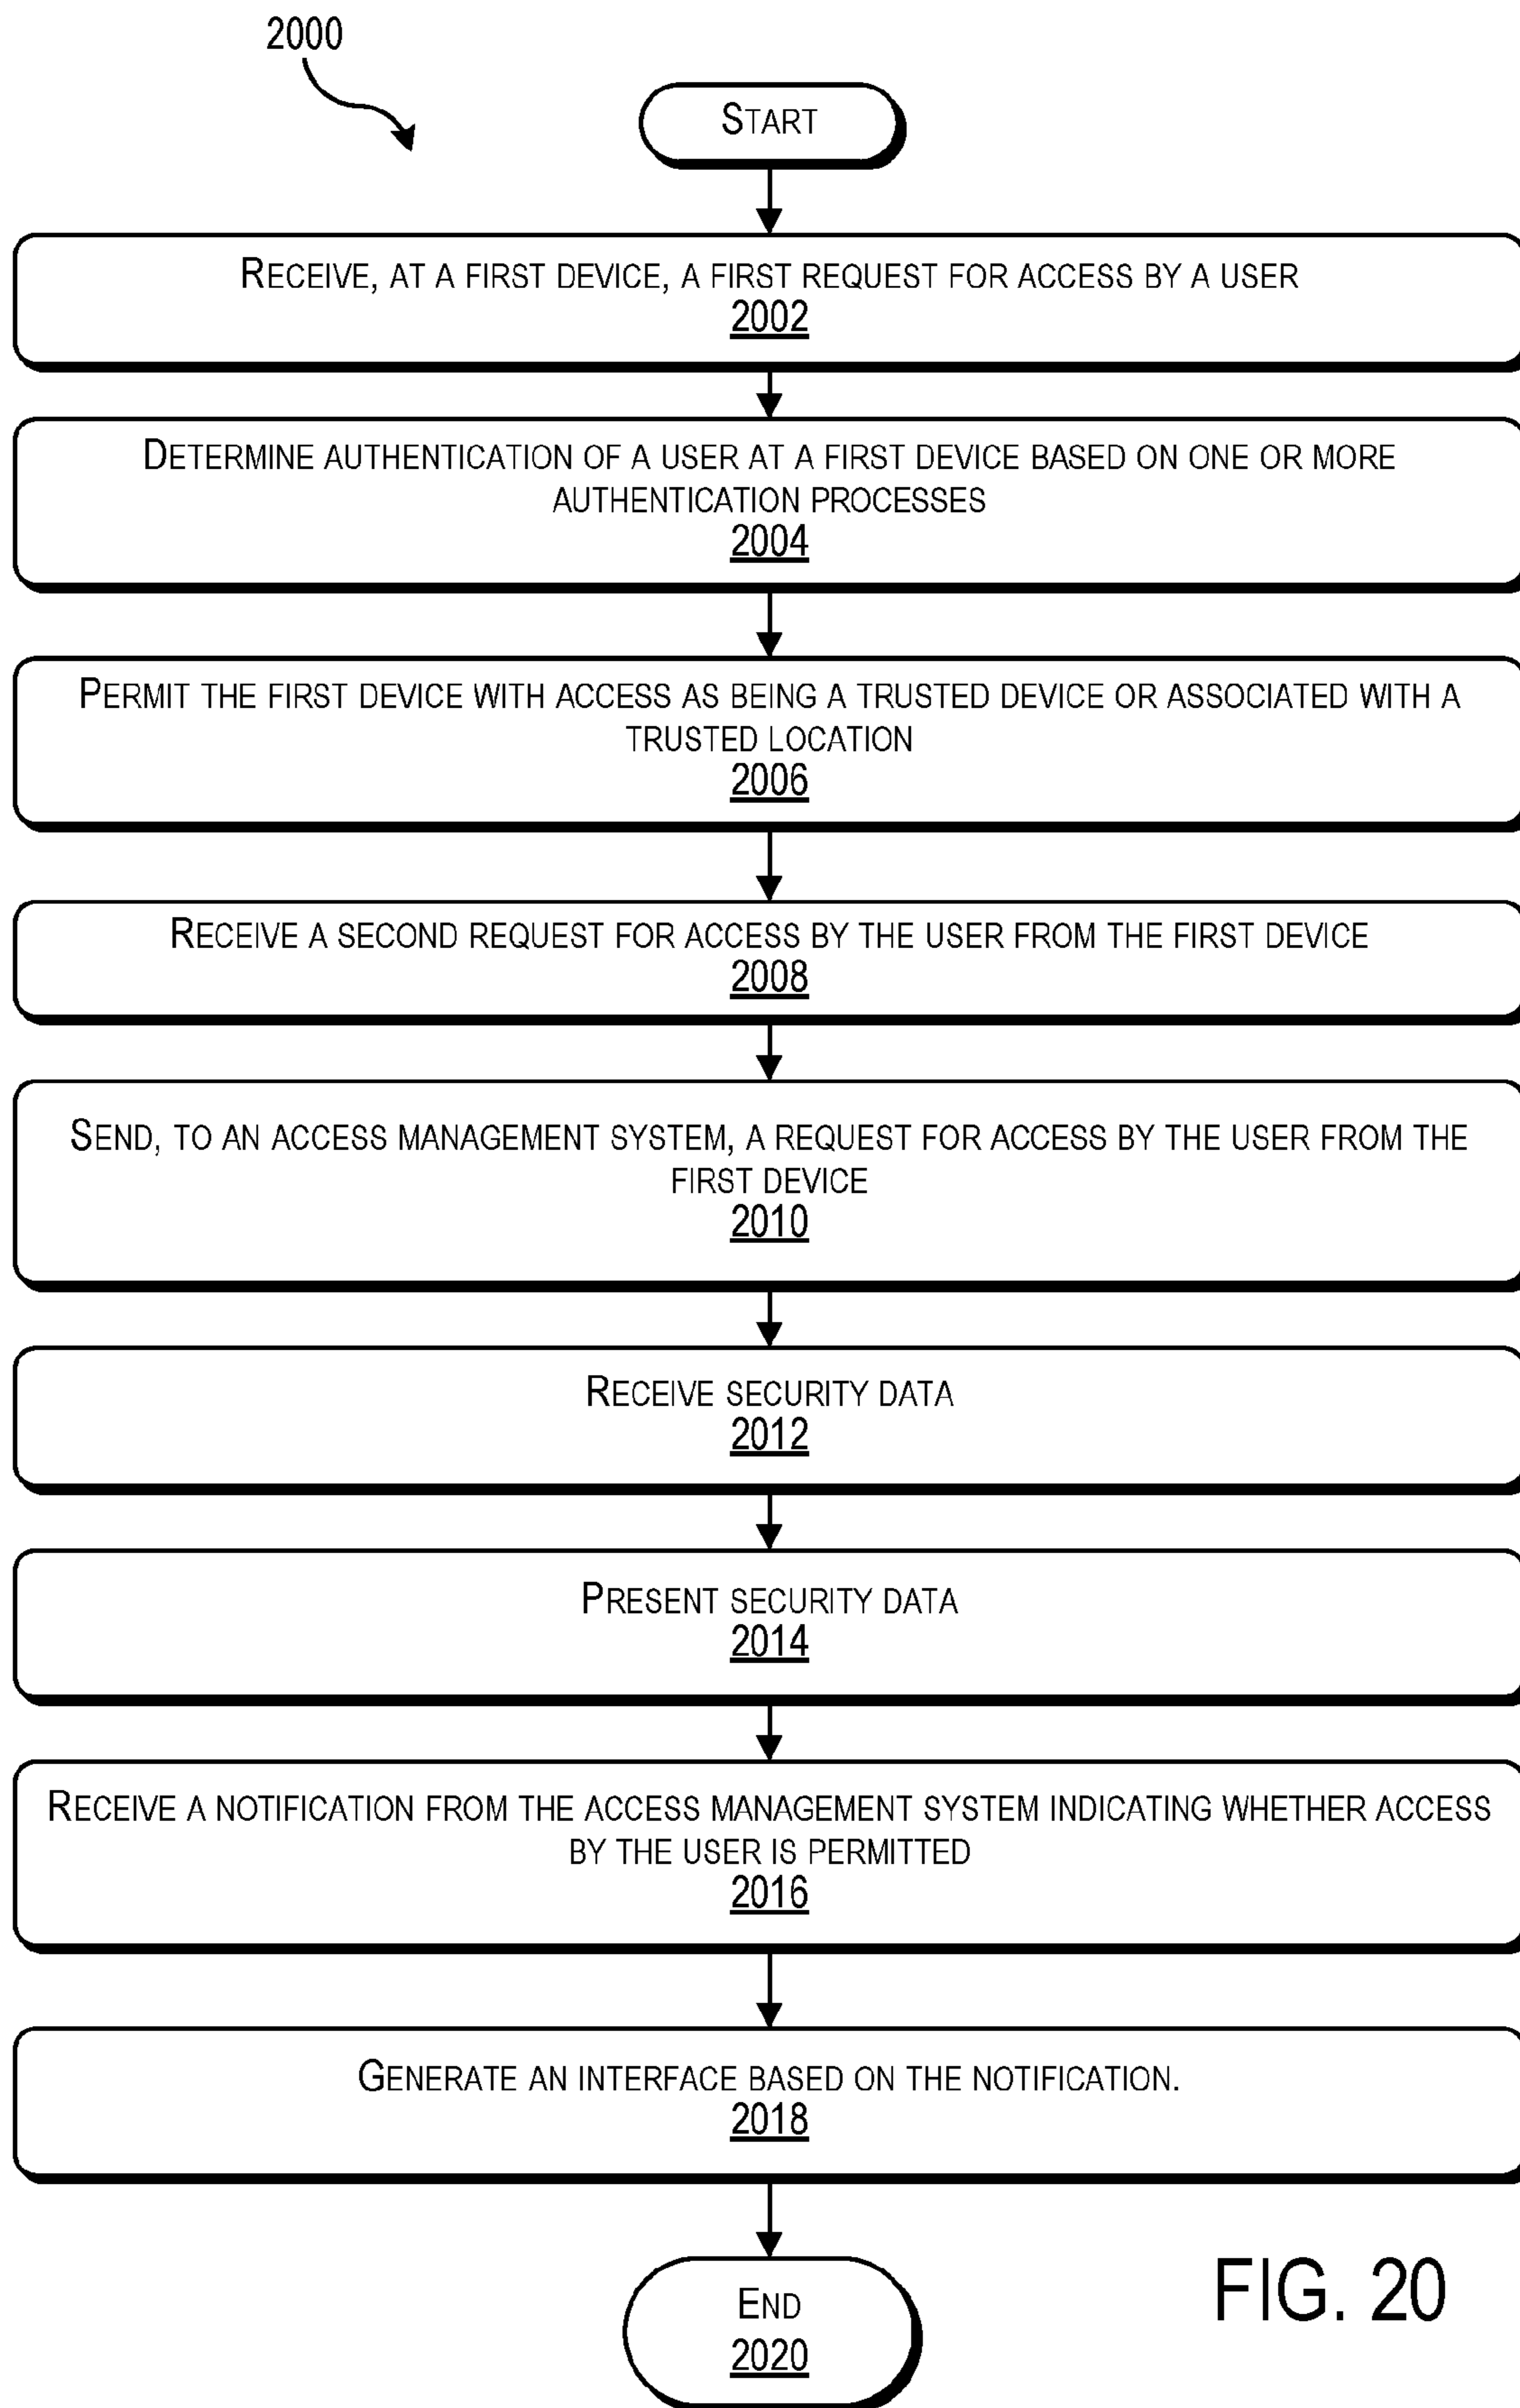 2000
START
RECEIVE, AT A FIRST DEVICE, A FIRST REQUEST FOR ACCESS BY A USER
2002
DETERMINE AUTHENTICATION OF A USER AT A FIRST DEVICE BASED ON ONE OR MORE
AUTHENTICATION PROCESSES
2004
PERMIT THE FIRST DEVICE WITH ACCESS AS BEING A TRUSTED DEVICE OR ASSOCIATED WITH A
TRUSTED LOCATION
2006
RECEIVE A SECOND REQUEST FOR ACCESS BY THE USER FROM THE FIRST DEVICE
2008
SEND, TO AN ACCESS MANAGEMENT SYSTEM, A REQUEST FOR ACCESS BY THE USER FROM THE
FIRST DEVICE
2010
RECEIVE SECURITY DATA
2012
PRESENT SECURITY DATA
2014
RECEIVE A NOTIFICATION FROM THE ACCESS MANAGEMENT SYSTEM INDICATING WHETHER ACCESS
BY THE USER IS PERMITTED
2016
GENERATE AN INTERFACE BASED ON THE NOTIFICATION.
2018
END
2020
FIG. 20